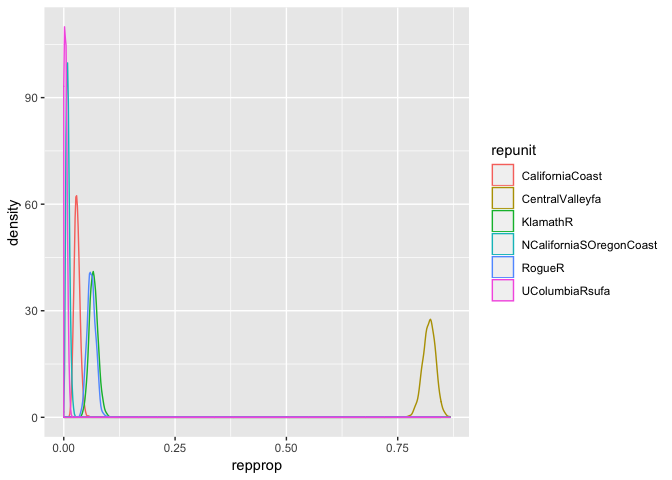 density
90
60
30
0
0.00
0.25
0.50
0.75
repprop
repunit
CaliforniaCoast
CentralValleyfa
KlamathR
NCaliforniaSOregonCoast
RogueR
UColumbiaRsufa